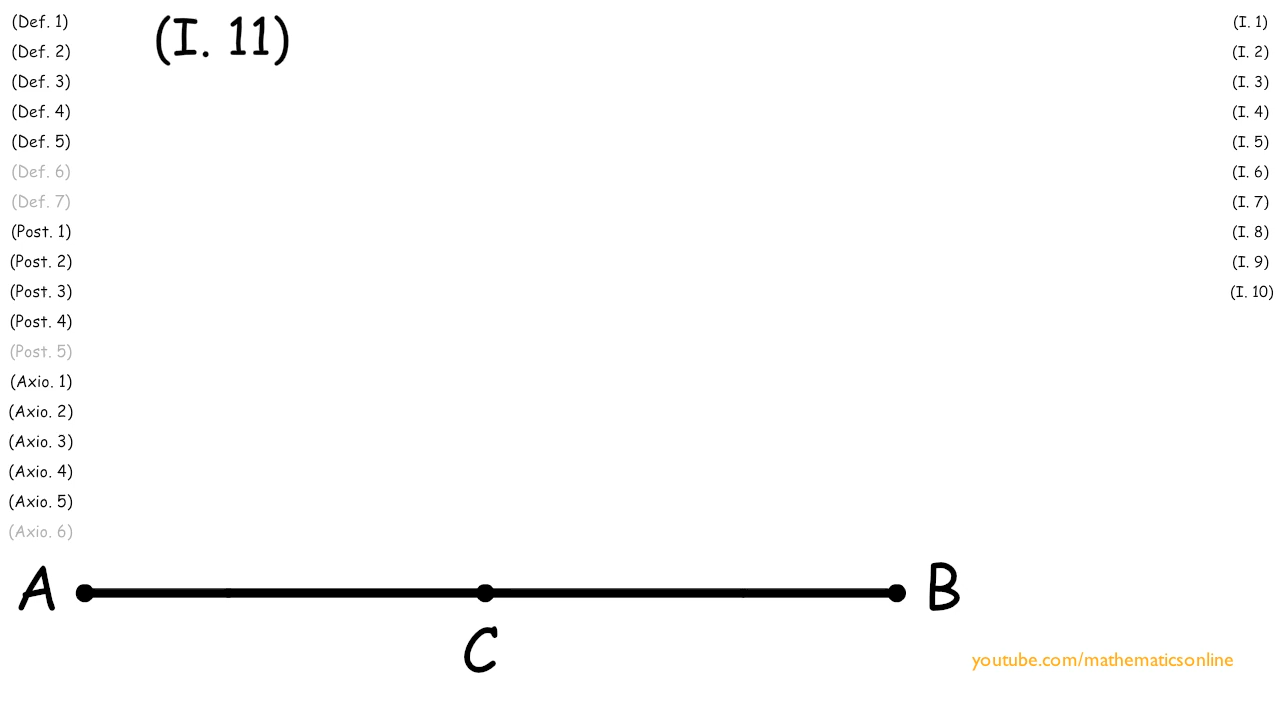 (Def. 1)
(Def. 2)
(Def. 3)
(Def. 4)
(Def. 5)
(Def. 6)
(Def. 7)
(Post. 1)
(Post. 2)
(Post. 3)
(Post. 4)
(Post. 5)
(Axio. 1)
(Axio. 2)
(Axio. 3)
(Axio. 4)
(Axio. 5)
(Axio. 6)
(I. 11)
(I. 1)
(I. 2)
(I. 3)
(I. 4)
(I. 5)
(I. 6)
(I. 7)
(I. 8)
(I. 9)
(I. 10)
A
B
C
youtube.com/mathematicsonline